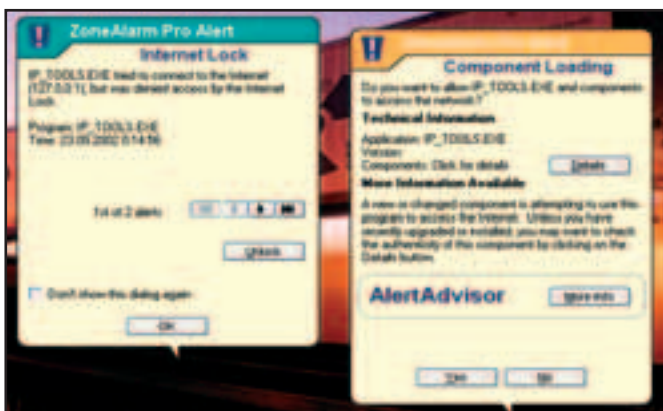 ZoneAlarm Pro Alert
Internet Lock
IP_TOOLS.EXE tried to connect to the Internet
(127.0.0.1), but was denied access by the Internet
Lock.
Program: IP_TOOLS.EXE
Time: 23.05.2002 0:14:56
1st of 2 alerts
Unlock
Don't show this dialog again
OK
Component Loading
Do you want to allow IP_TOOLS.EXE and components
to access the network?
Technical Information
Application: IP_TOOLS.EXE
Version:
Components: Click for details
Details
More Information Available
A new or changed component is attempting to use this
program to access the Internet. Unless you have
recently upgraded or installed, you may want to check
the authenticity of this component by clicking on the
Details button.
AlertAdvisor
More Info
Yes
No